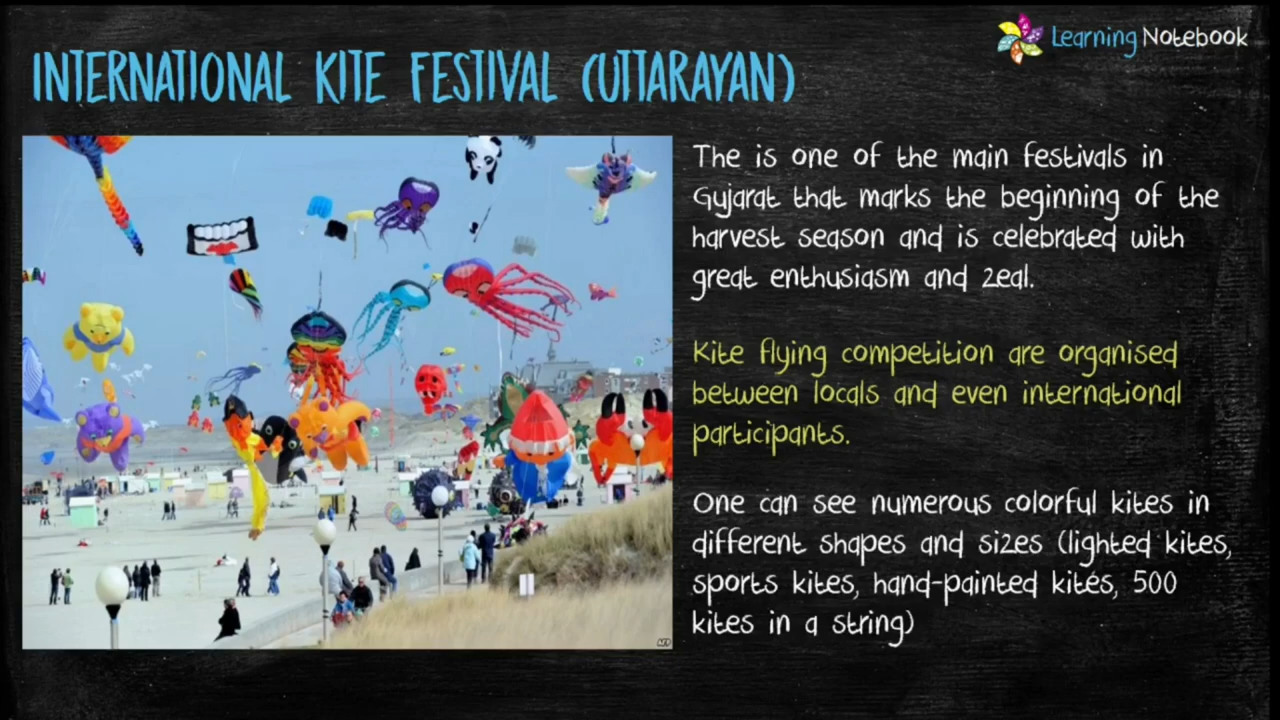 Learning Notebook
INTERNATIONAL KITE FESTIVAL (UTTARAYAN)
The is one of the main festivals in
Gujarat that marks the beginning of the
harvest season and is celebrated with
great enthusiasm and zeal.
Kite flying competition are organised
between locals and even international
participants.
One can see numerous colorful kites in
different shapes and sizes (lighted kites,
sports kites, hand-painted kites, 500
kites in a string)
AFP